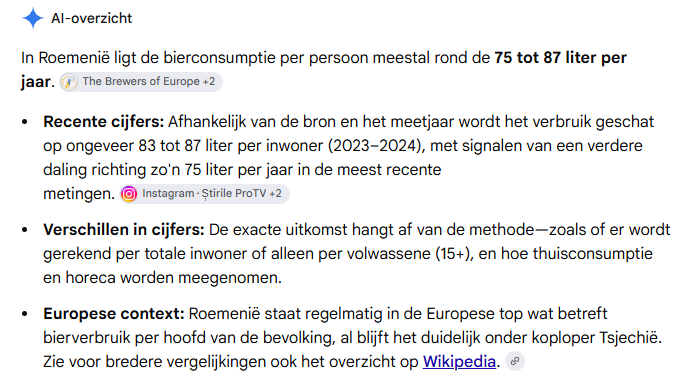 AI-overzicht
In Roemenië ligt de bierconsumptie per persoon meestal rond de 75 tot 87 liter per
jaar. The Brewers of Europe +2
• Recente cijfers: Afhankelijk van de bron en het meetjaar wordt het verbruik geschat
op ongeveer 83 tot 87 liter per inwoner (2023–2024), met signalen van een verdere
daling richting zo'n 75 liter per jaar in de meest recente
metingen. Instagram · Știrile ProTV +2
• Verschillen in cijfers: De exacte uitkomst hangt af van de methode—zoals of er wordt
gerekend per totale inwoner of alleen per volwassene (15+), en hoe thuisconsumptie
en horeca worden meegenomen.
• Europese context: Roemenië staat regelmatig in de Europese top wat betreft
bierverbruik per hoofd van de bevolking, al blijft het duidelijk onder koploper Tsjechië.
Zie voor bredere vergelijkingen ook het overzicht op Wikipedia.